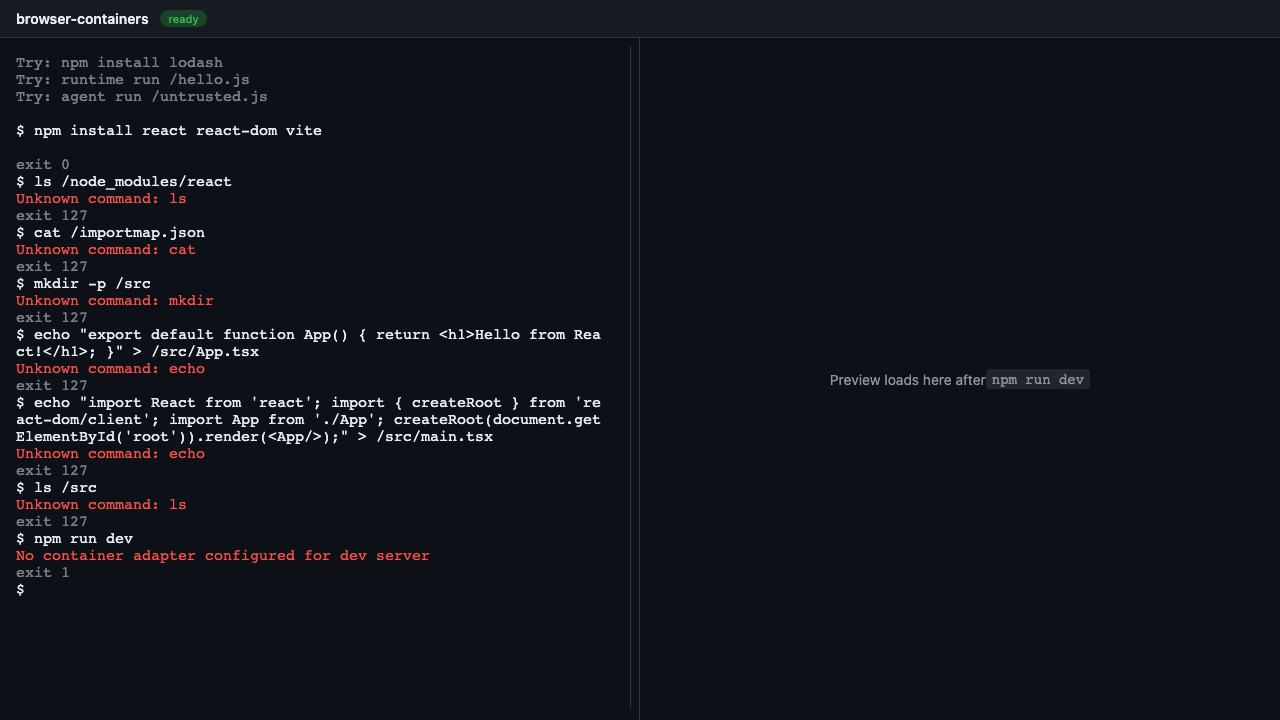 browser-containers ready
Try: npm install lodash
Try: runtime run /hello.js
Try: agent run /untrusted.js
$ npm install react react-dom vite
exit 0
$ ls /node_modules/react
Unknown command: ls
exit 127
$ cat /importmap.json
Unknown command: cat
exit 127
$ mkdir -p /src
Unknown command: mkdir
exit 127
$ echo "export default function App() { return <h1>Hello from Rea
ct!</h1>; }" > /src/App.tsx
Unknown command: echo
exit 127
$ echo "import React from 'react'; import { createRoot } from 're
act-dom/client'; import App from './App'; createRoot(document.get
ElementById('root')).render(<App/>);" > /src/main.tsx
Unknown command: echo
exit 127
$ ls /src
Unknown command: ls
exit 127
$ npm run dev
No container adapter configured for dev server
exit 1
$
Preview loads here after npm run dev